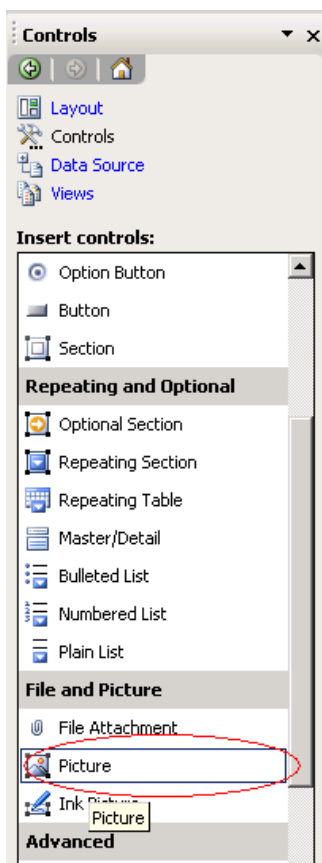 Controls
Layout
Controls
Data Source
Views
Insert controls:
Option Button
Button
Section
Repeating and Optional
Optional Section
Repeating Section
Repeating Table
Master/Detail
Bulleted List
Numbered List
Plain List
File and Picture
File Attachment
Picture
Ink
Picture
Advanced